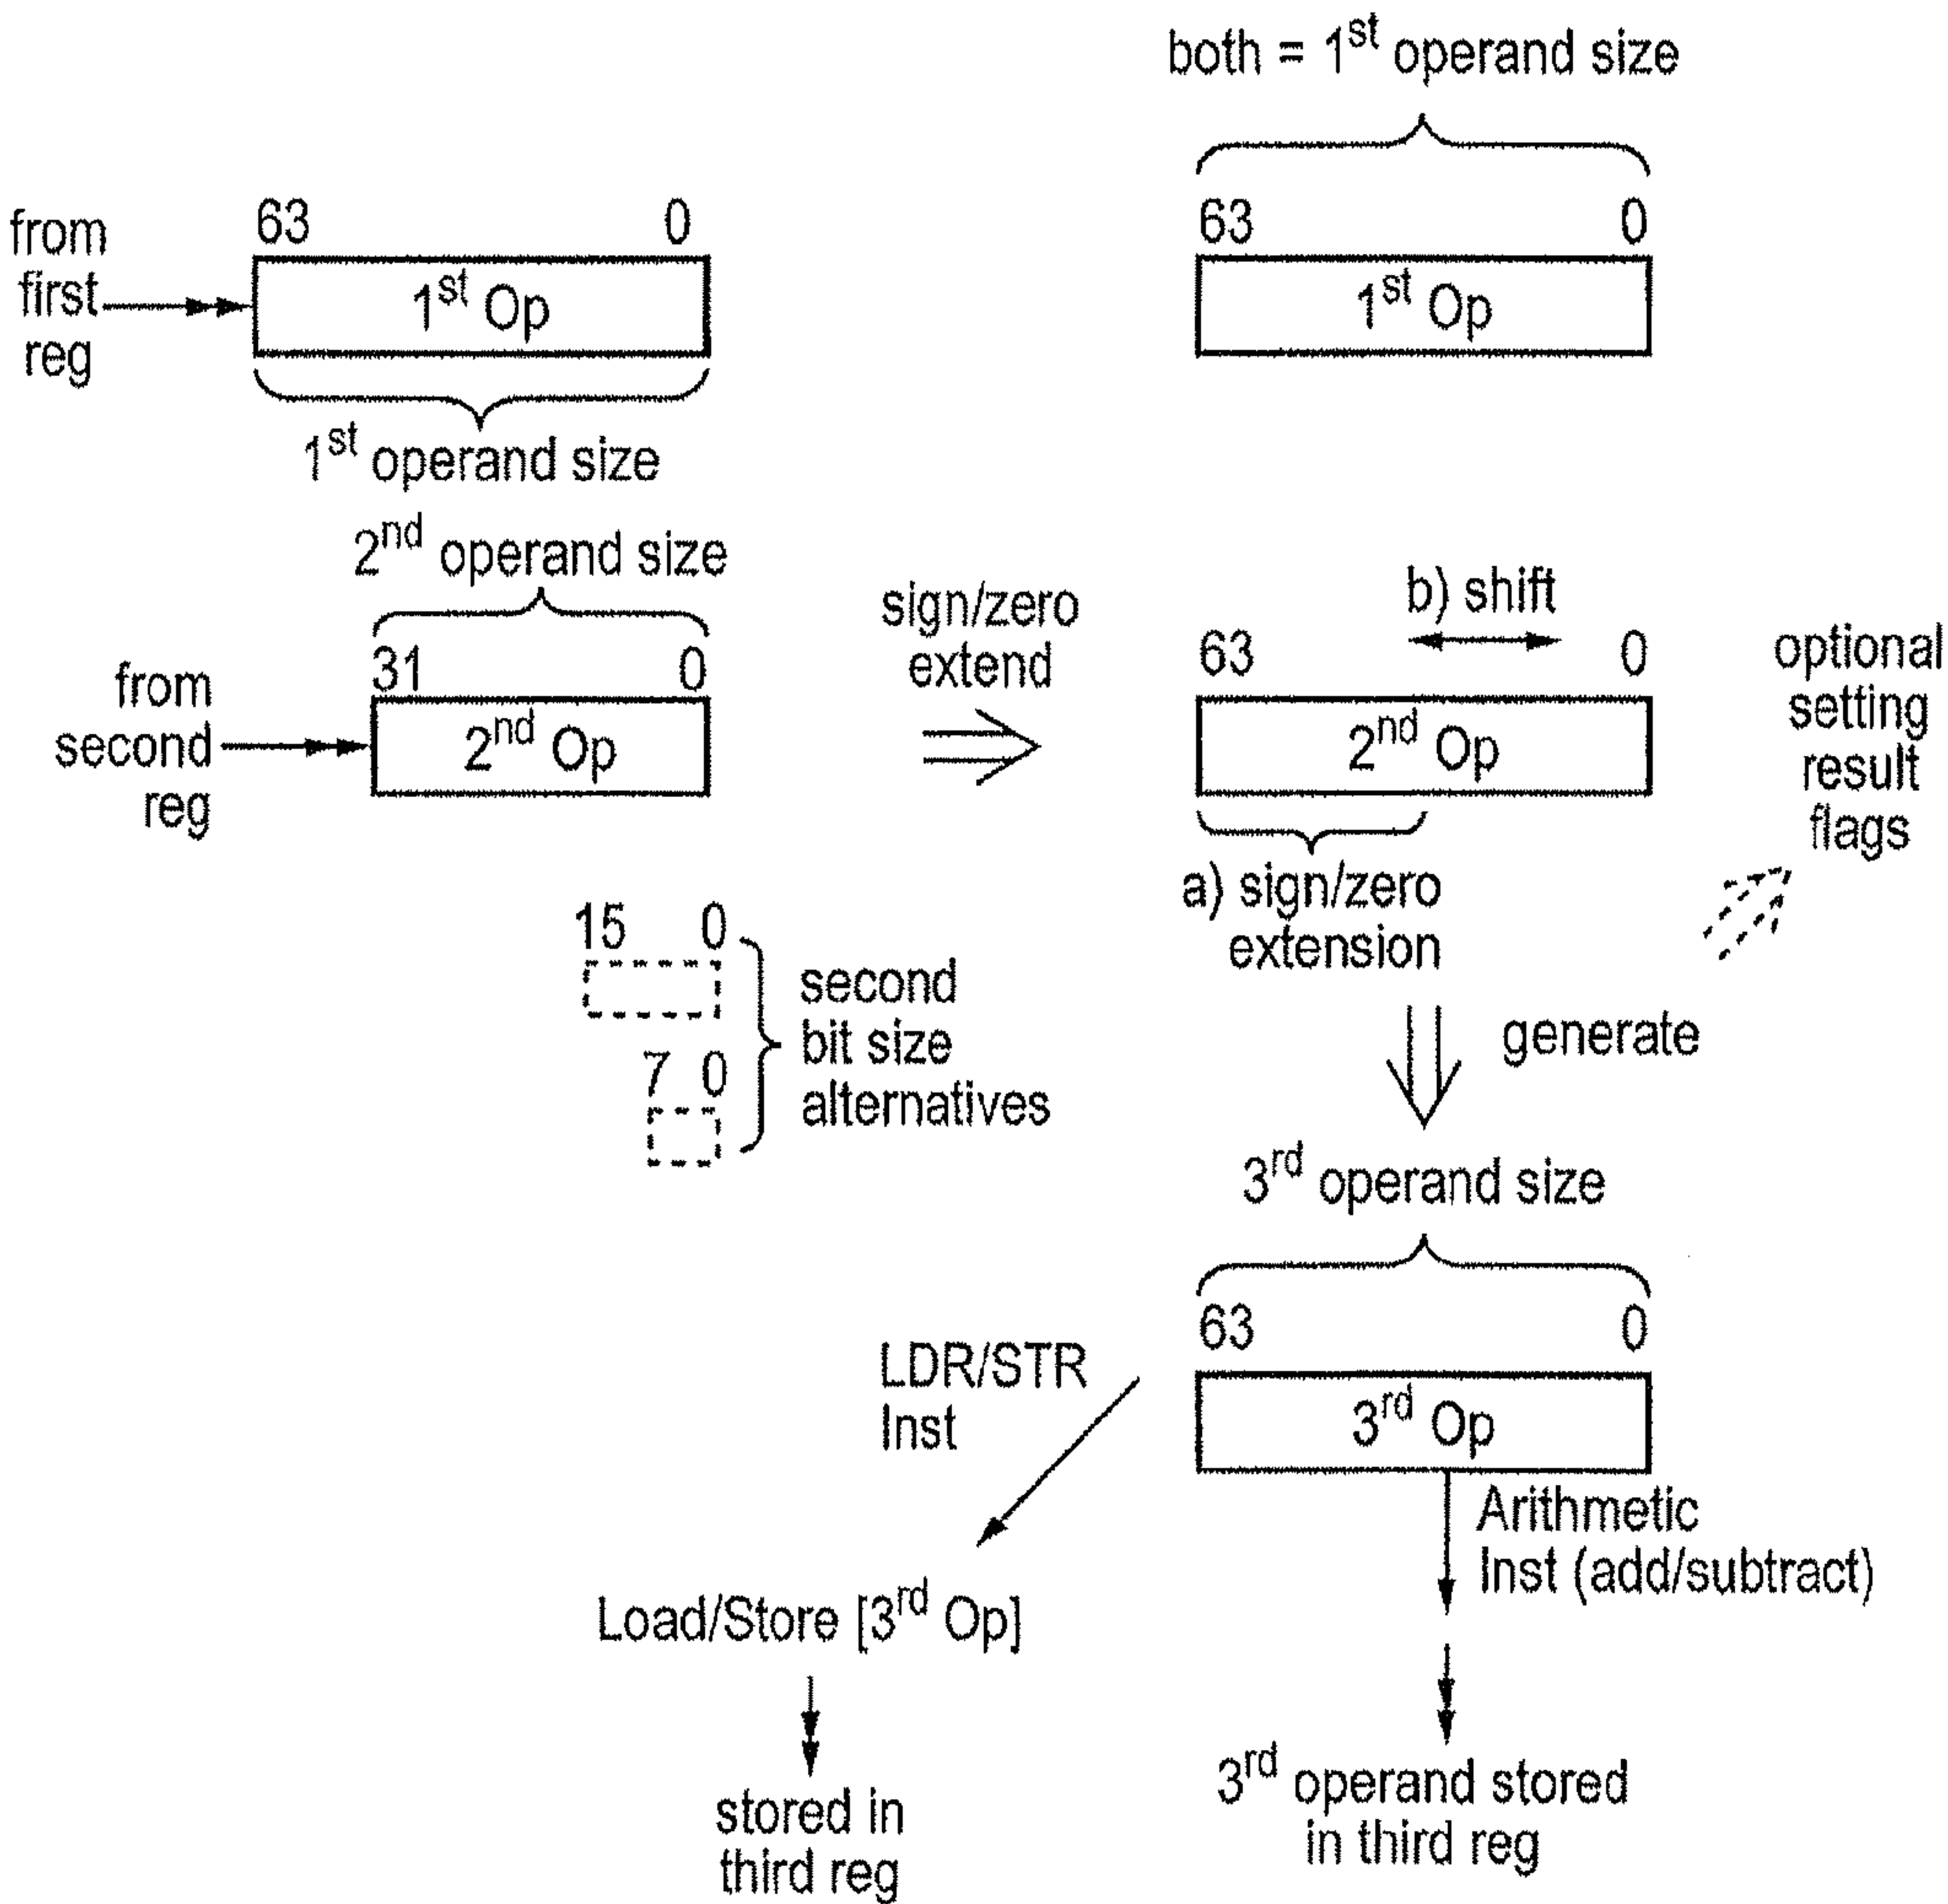 both = 1st operand size
63 0
from
first
reg
1st Op
1st operand size
63 0
1st Op
2nd operand size
31 0
from
second
reg
2nd Op
sign/zero
extend
b) shift
63 0
2nd Op
optional
setting
result
flags
a) sign/zero
extension
15 0
7 0
second
bit size
alternatives
generate
3rd operand size
63 0
3rd Op
LDR/STR
Inst
Arithmetic
Inst (add/subtract)
Load/Store [3rd Op]
stored in
third reg
3rd operand stored
in third reg